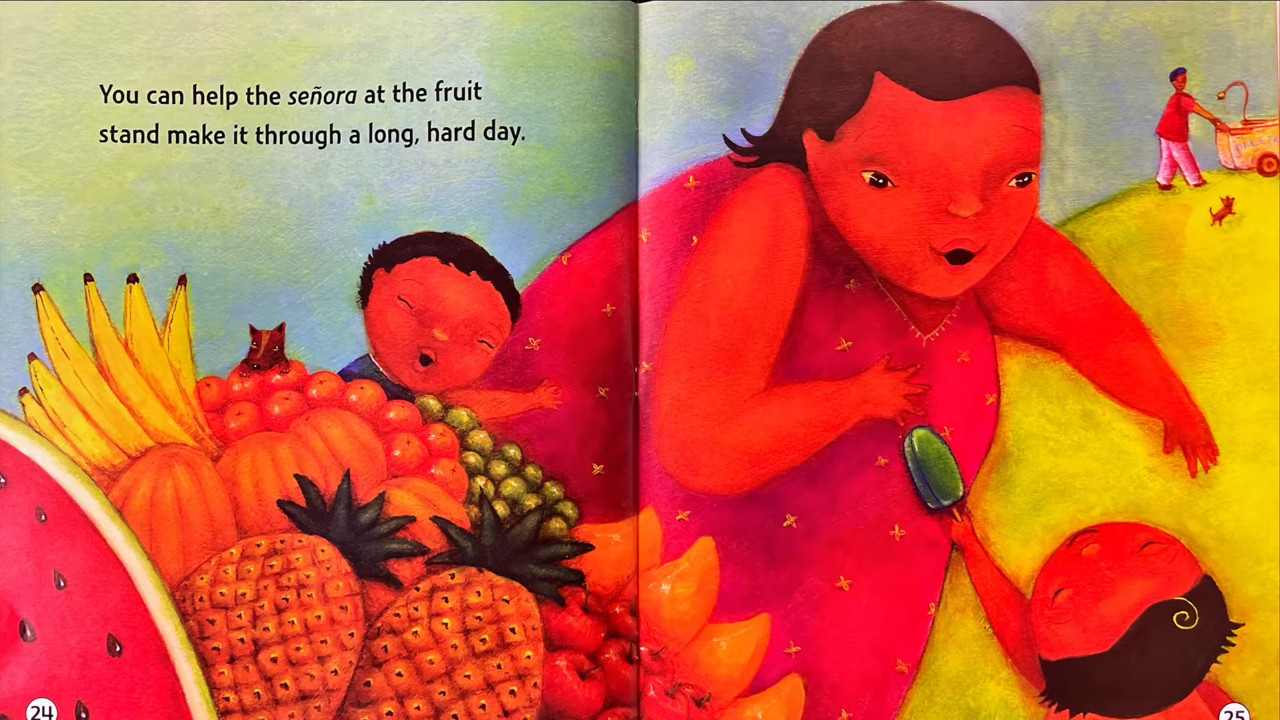 You can help the señora at the fruit
stand make it through a long, hard day.
24
25